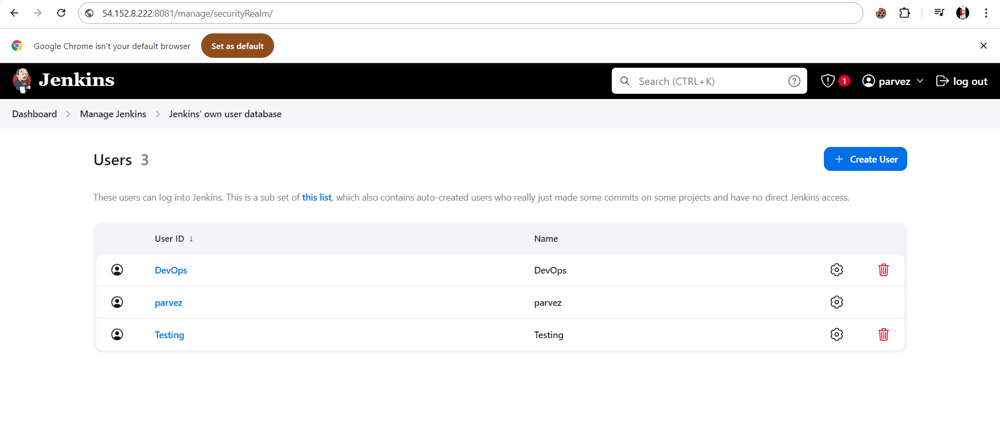 54.152.8.222:8081/manage/securityRealm/
Google Chrome isn't your default browser Set as default
Jenkins Search (CTRL+K) ? 1 parvez log out
Dashboard Manage Jenkins Jenkins’ own user database
Users 3 + Create User
These users can log into Jenkins. This is a sub set of this list, which also contains auto-created users who really just made some commits on some projects and have no direct Jenkins access.
User ID ↓ Name
DevOps DevOps
parvez parvez
Testing Testing